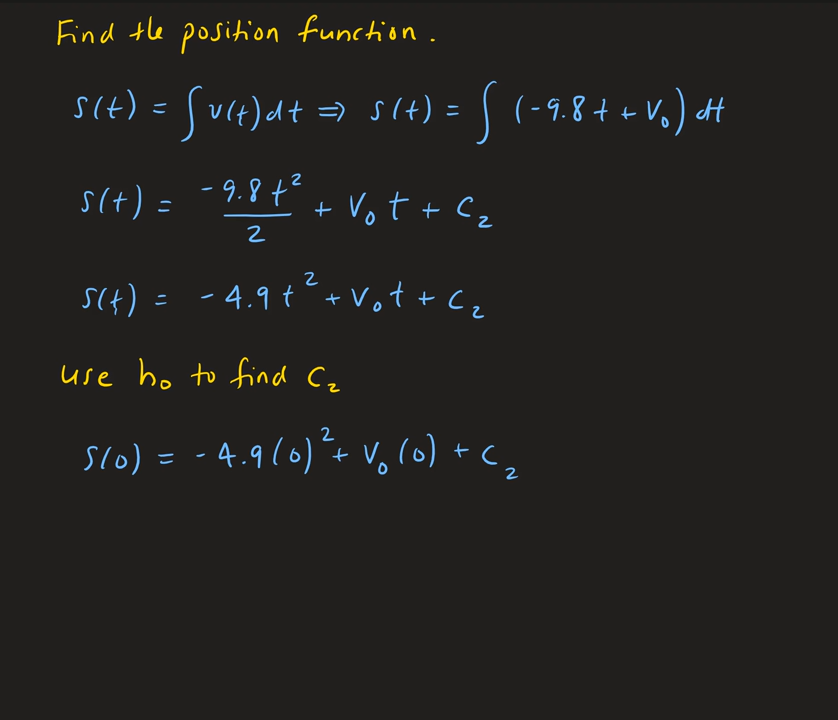 Find the position function.
s(t) = ∫ v(t) dt ⇒ s(t) = ∫ (-9.8t + V₀) dt
s(t) = -9.8t²/2 + V₀t + C₂
s(t) = -4.9t² + V₀t + C₂
use h₀ to find C₂
s(0) = -4.9(0)² + V₀(0) + C₂